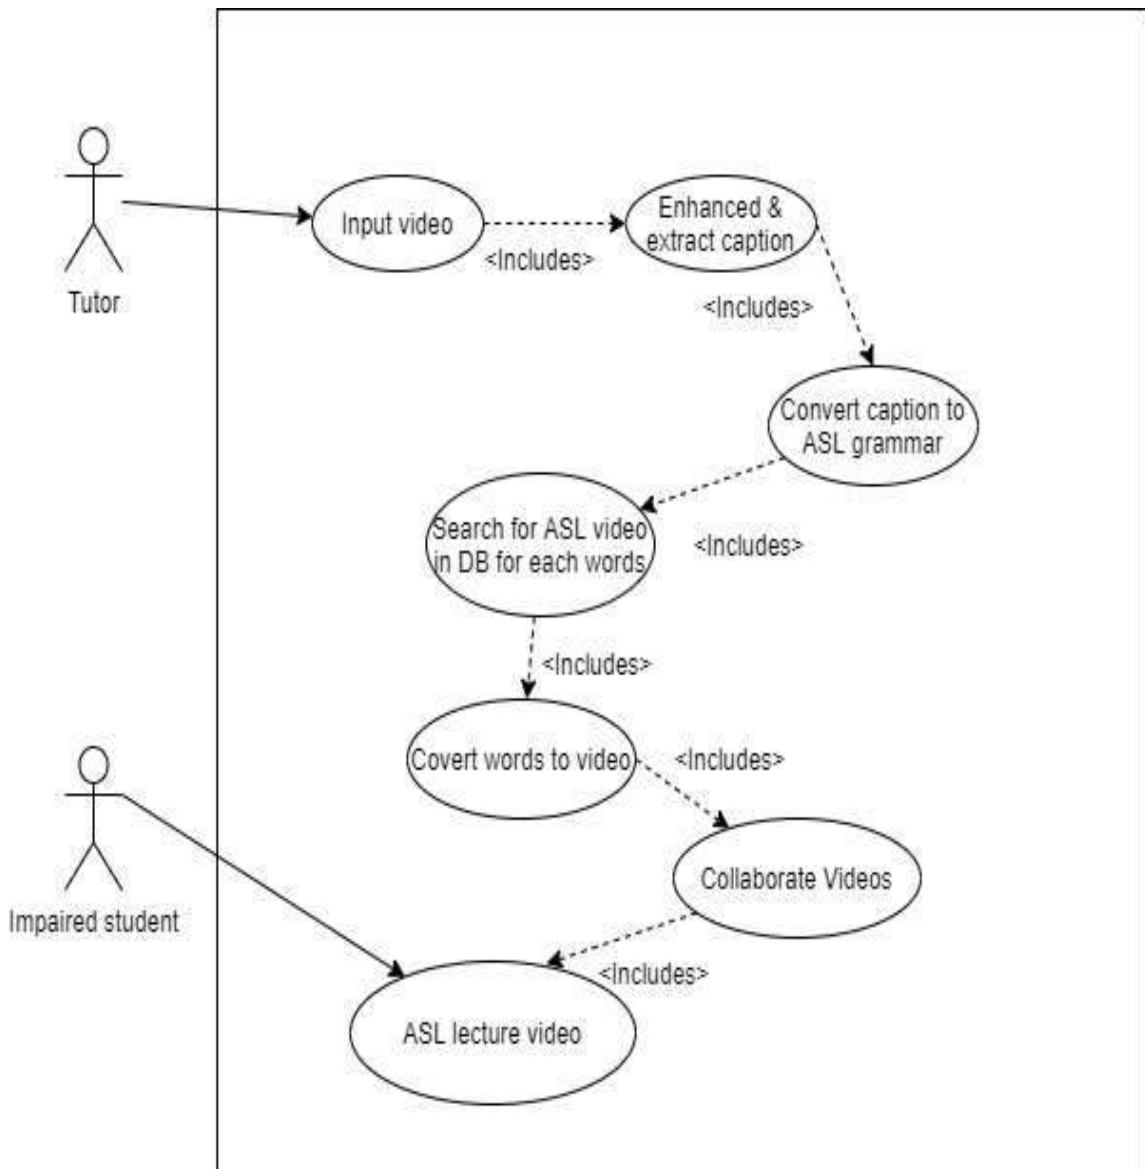 Tutor
Input video
<Includes>
Enhanced &
extract caption
<Includes>
Convert caption to
ASL grammar
<Includes>
Search for ASL video
in DB for each words
<Includes>
Covert words to video
<Includes>
Collaborate Videos
<Includes>
Impaired student
ASL lecture video